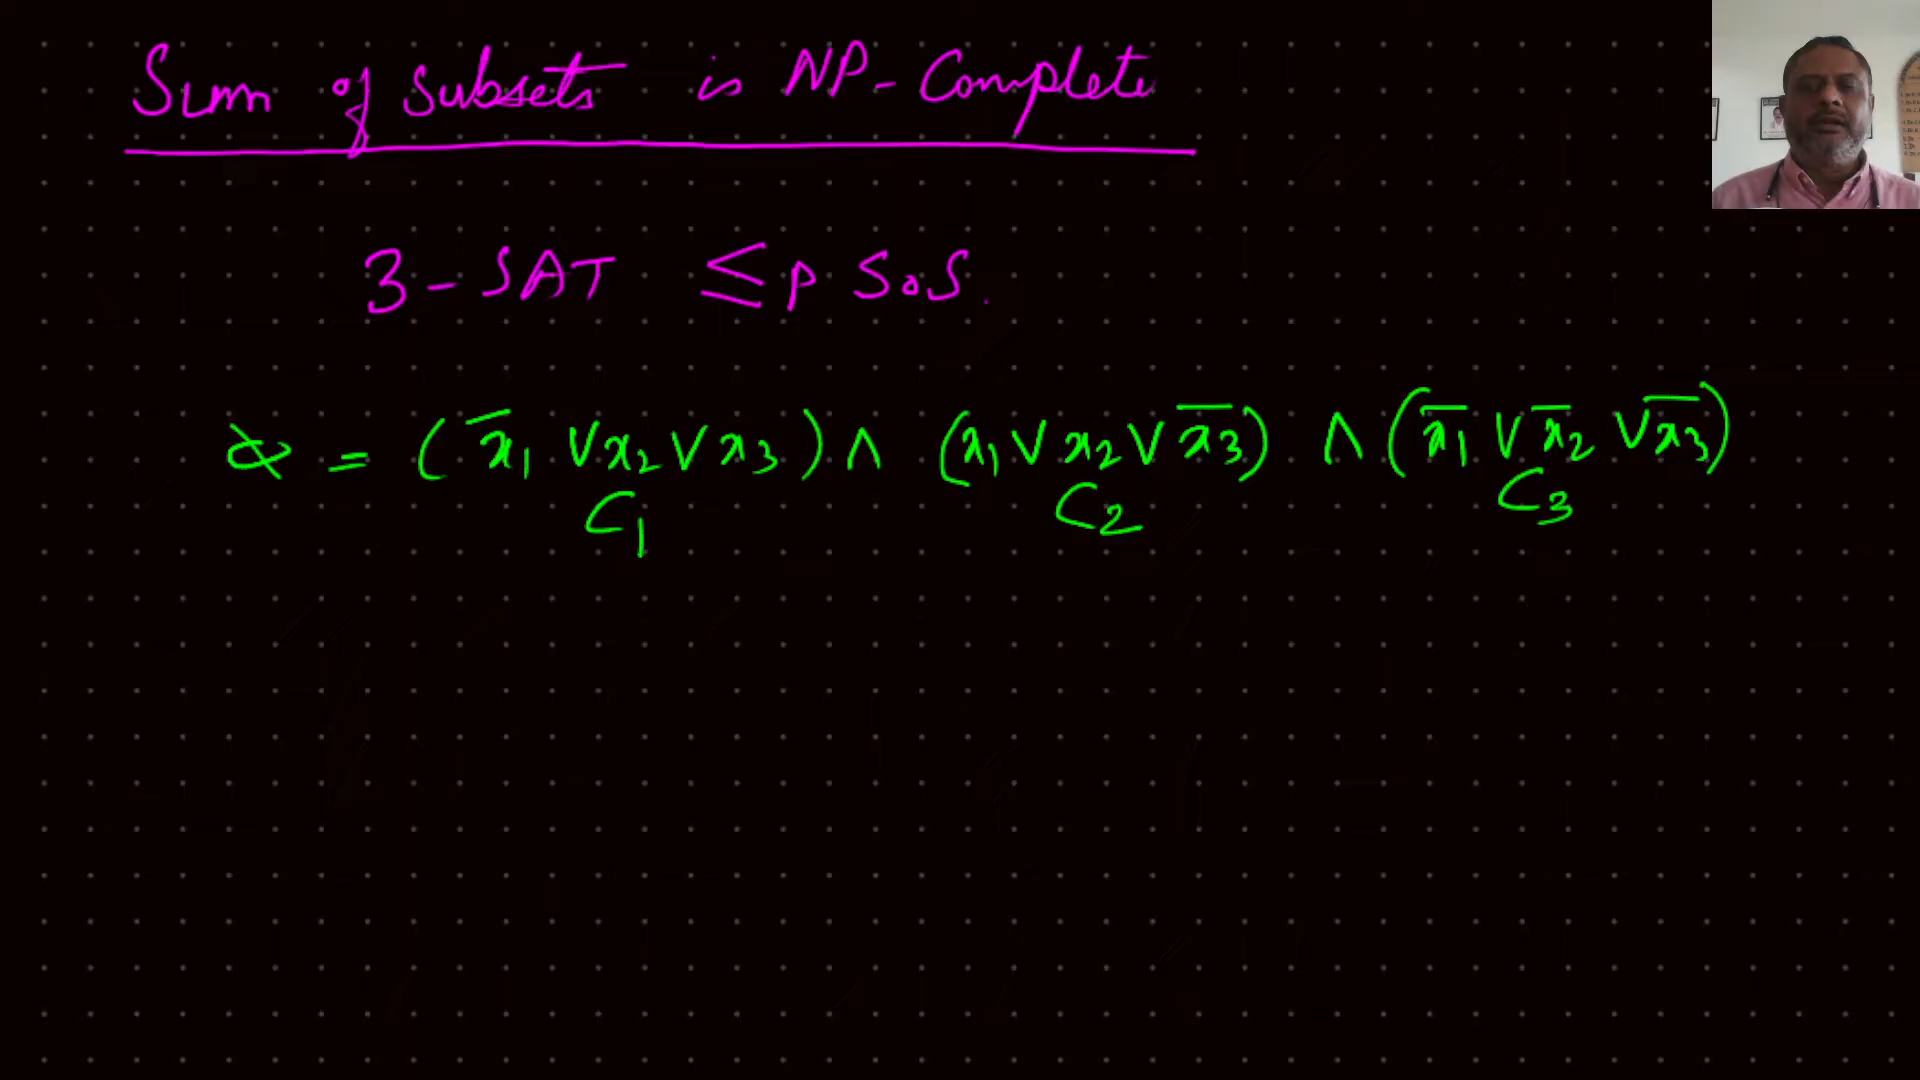 Sum of Subsets is NP-Complete
3-SAT ≤p SoS.
α = (x̅₁ ∨ x₂ ∨ x₃) ∧ (x₁ ∨ x₂ ∨ x̅₃) ∧ (x̅₁ ∨ x̅₂ ∨ x̅₃)
C₁ C₂ C₃